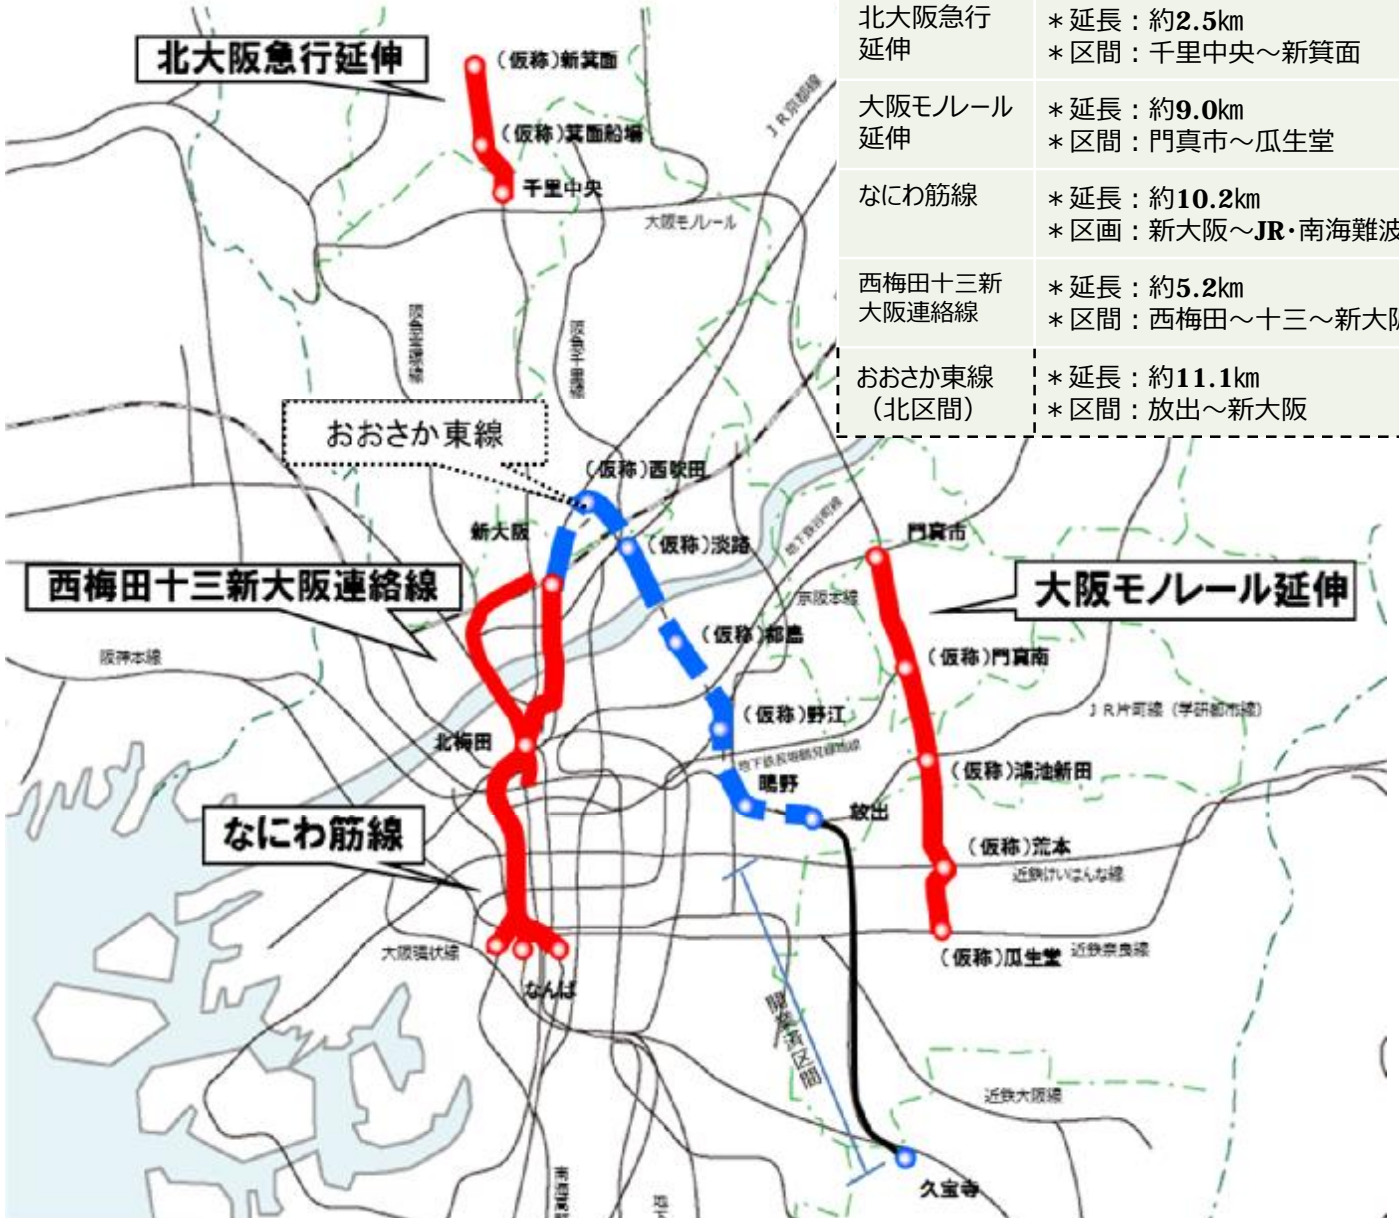 北大阪急行延伸
(仮称)新箕面
(仮称)箕面船場
千里中央
大阪モノレール
JR京都線
北大阪急行
延伸
＊延長：約2.5㎞
＊区間：千里中央～新箕面
大阪モノレール
延伸
＊延長：約9.0㎞
＊区間：門真市～瓜生堂
なにわ筋線
＊延長：約10.2㎞
＊区画：新大阪～JR・南海難波
西梅田十三新
大阪連絡線
＊延長：約5.2㎞
＊区間：西梅田～十三～新大阪
おおさか東線
（北区間）
＊延長：約11.1㎞
＊区間：放出～新大阪
阪急宝塚線
阪急千里線
おおさか東線
(仮称)西吹田
新大阪
(仮称)淡路
地下鉄谷町線
門真市
西梅田十三新大阪連絡線
大阪モノレール延伸
京阪本線
(仮称)都島
(仮称)門真南
阪神本線
(仮称)野江
JR片町線（学研都市線）
北梅田
地下鉄長堀鶴見緑地線
(仮称)鴻池新田
鴫野
放出
なにわ筋線
(仮称)荒本
近鉄けいはんな線
大阪環状線
(仮称)瓜生堂
近鉄奈良線
なんば
開業済区間
近鉄大阪線
久宝寺